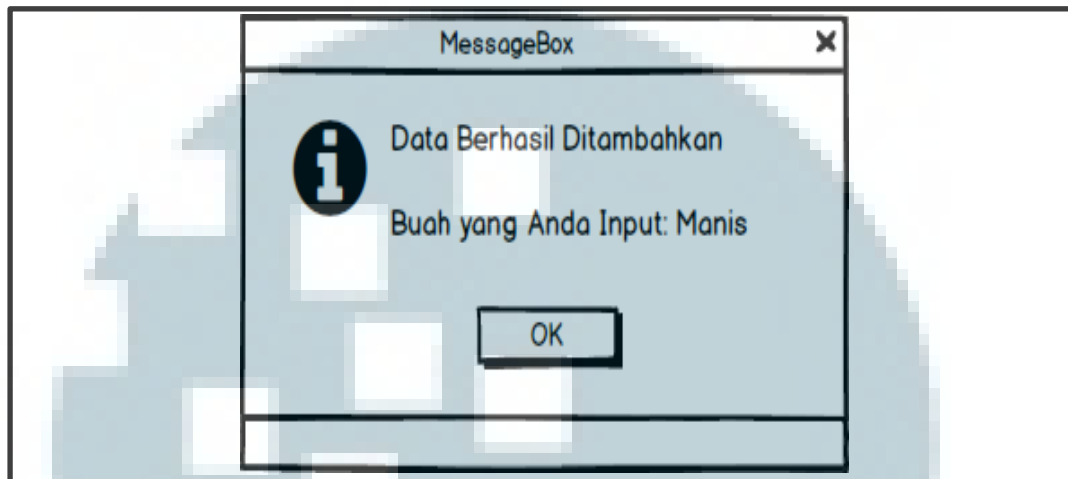 MessageBox
Data Berhasil Ditambahkan
Buah yang Anda Input: Manis
OK